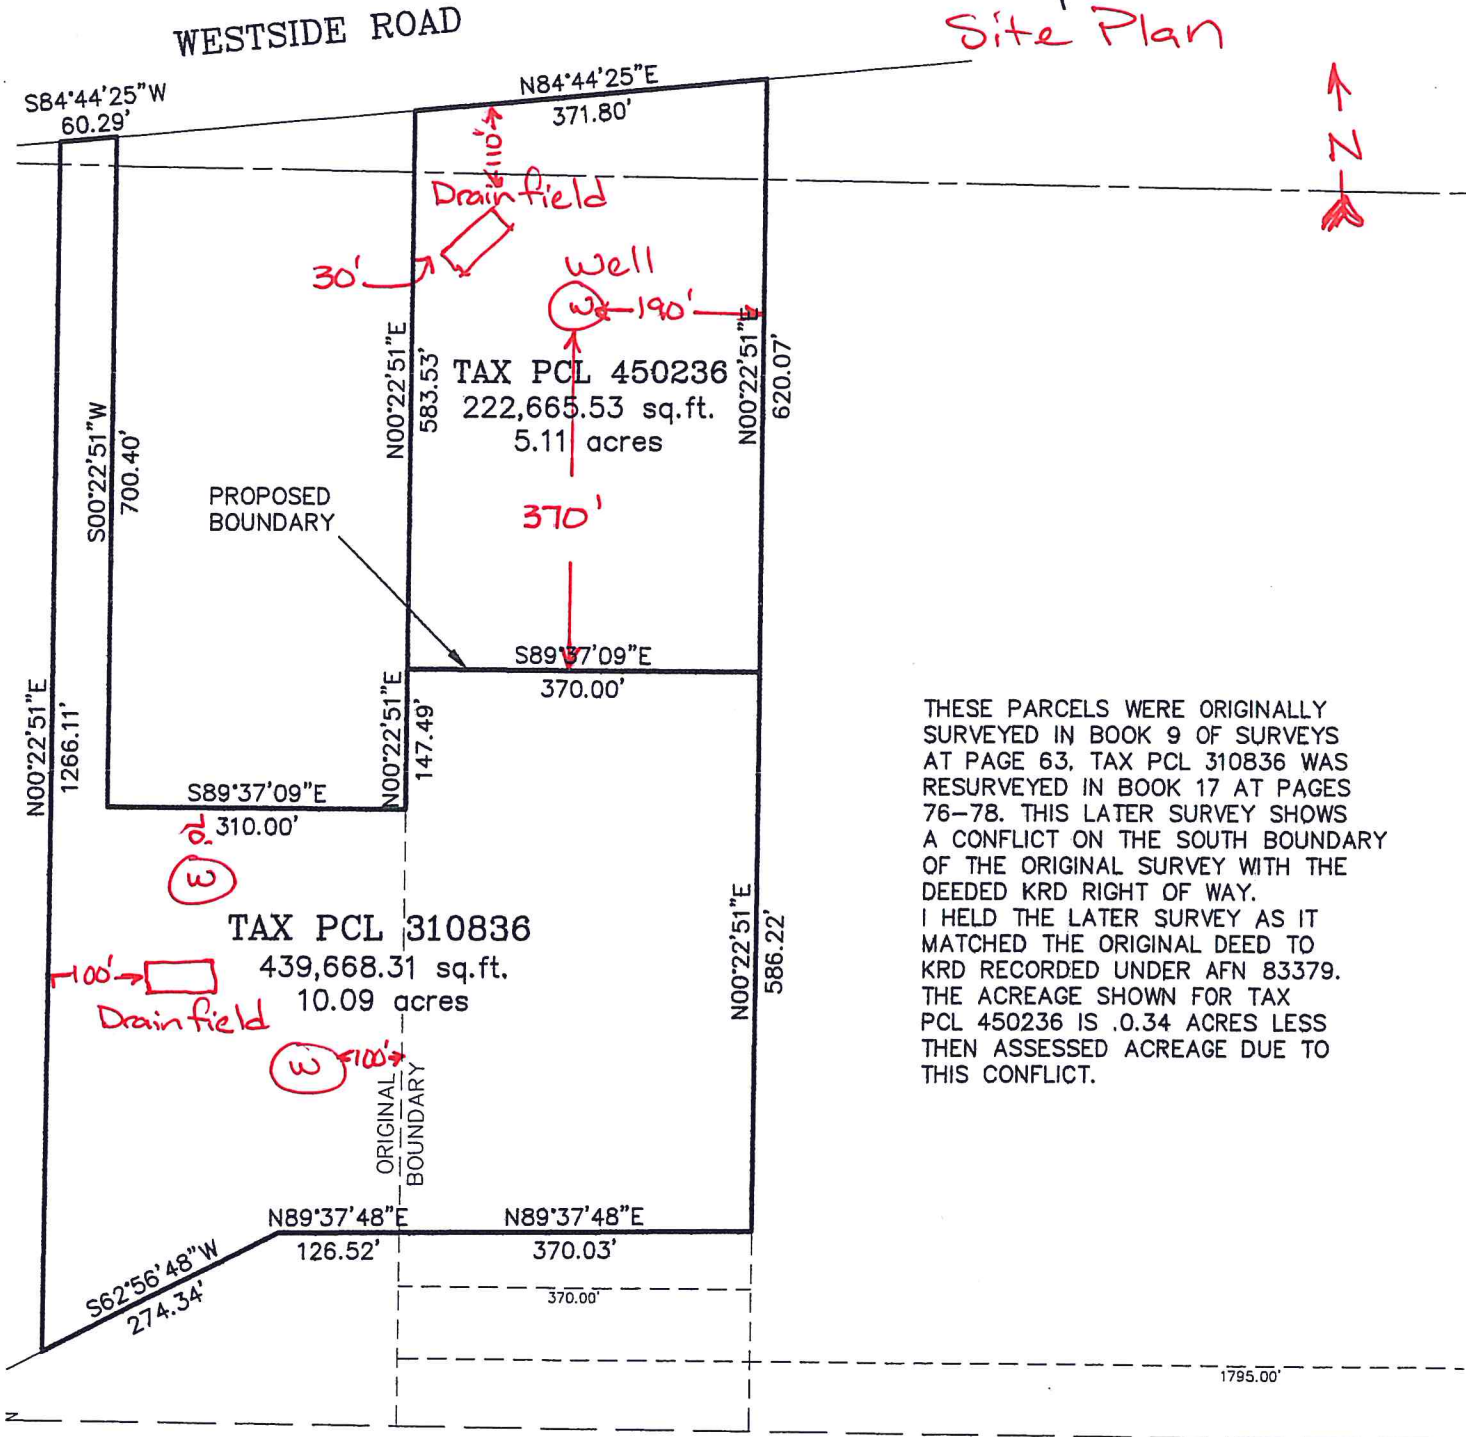 WESTSIDE ROAD
Site Plan
S84°44'25"W
60.29'
N84°44'25"E
371.80'
N
110'
Drainfield
30'
Well
W
190'
N00°22'51"E
583.53'
TAX PCL 450236
222,665.53 sq.ft.
5.11 acres
N00°22'51"E
620.07'
S00°22'51"W
700.40'
PROPOSED
BOUNDARY
370'
S89°37'09"E
370.00'
N00°22'51"E
1266.11'
N00°22'51"E
147.49'
S89°37'09"E
310.00'
W
THESE PARCELS WERE ORIGINALLY
SURVEYED IN BOOK 9 OF SURVEYS
AT PAGE 63, TAX PCL 310836 WAS
RESURVEYED IN BOOK 17 AT PAGES
76-78. THIS LATER SURVEY SHOWS
A CONFLICT ON THE SOUTH BOUNDARY
OF THE ORIGINAL SURVEY WITH THE
DEEDED KRD RIGHT OF WAY.
I HELD THE LATER SURVEY AS IT
MATCHED THE ORIGINAL DEED TO
KRD RECORDED UNDER AFN 83379.
THE ACREAGE SHOWN FOR TAX
PCL 450236 IS .0.34 ACRES LESS
THEN ASSESSED ACREAGE DUE TO
THIS CONFLICT.
TAX PCL 310836
439,668.31 sq.ft.
10.09 acres
100'
Drainfield
W
100'
N00°22'51"E
586.22'
ORIGINAL
BOUNDARY
N89°37'48"E
126.52'
N89°37'48"E
370.03'
S62°56'48"W
274.34'
370.00'
1795.00'
Z